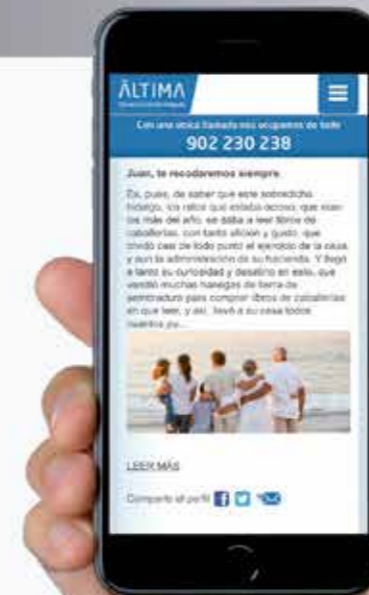 ÀLTIMA
Con una única llamada nos ocupamos de todo
902 230 238
Juan, te recodaremos siempre.
Es, pues, de saber que este sobredicho
hidalgo, los ratos que estaba ocioso, que eran
los más del año, se daba a leer libros de
caballerías, con tanta afición y gusto, que
olvidó casi de todo punto el ejercicio de la caza,
y aun la administración de su hacienda. Y llegó
a tanto su curiosidad y desatino en esto, que
vendió muchas hanegas de tierra de
sembradura para comprar libros de caballerías
en que leer, y así, llevó a su casa todos
cuantos pu...
LEER MÁS
Comparte el perfil